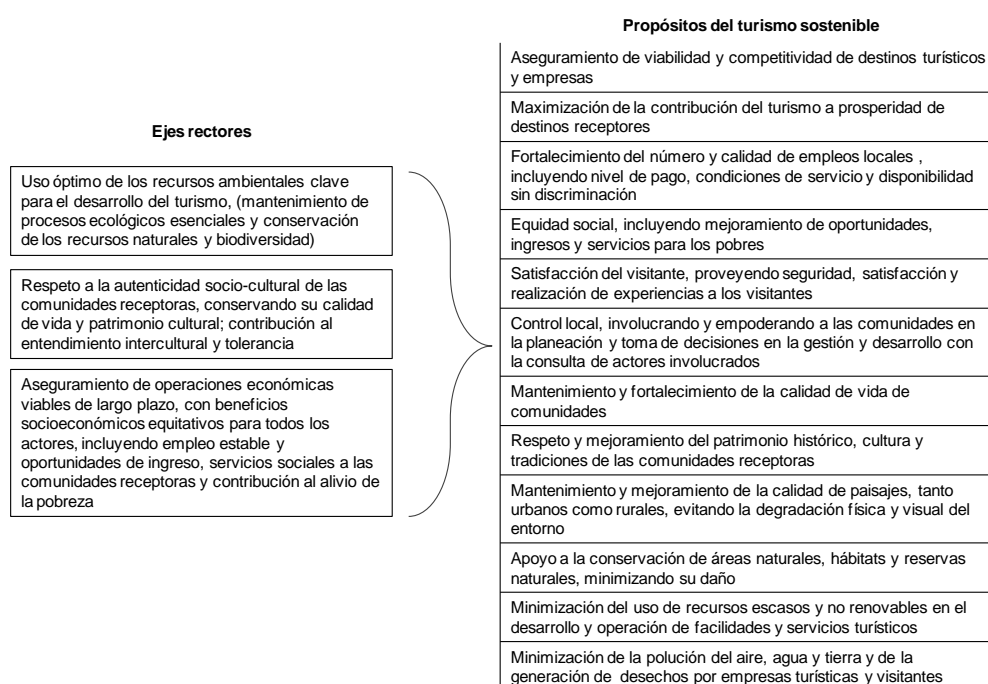 Propósitos del turismo sostenible
Ejes rectores
Uso óptimo de los recursos ambientales clave
para el desarrollo del turismo, (mantenimiento de
procesos ecológicos esenciales y conservación
de los recursos naturales y biodiversidad)
Respeto a la autenticidad socio-cultural de las
comunidades receptoras, conservando su calidad
de vida y patrimonio cultural; contribución al
entendimiento intercultural y tolerancia
Aseguramiento de operaciones económicas
viables de largo plazo, con beneficios
socioeconómicos equitativos para todos los
actores, incluyendo empleo estable y
oportunidades de ingreso, servicios sociales a las
comunidades receptoras y contribución al alivio de
la pobreza
Aseguramiento de viabilidad y competitividad de destinos turísticos
y empresas
Maximización de la contribución del turismo a prosperidad de
destinos receptores
Fortalecimiento del número y calidad de empleos locales ,
incluyendo nivel de pago, condiciones de servicio y disponibilidad
sin discriminación
Equidad social, incluyendo mejoramiento de oportunidades,
ingresos y servicios para los pobres
Satisfacción del visitante, proveyendo seguridad, satisfacción y
realización de experiencias a los visitantes
Control local, involucrando y empoderando a las comunidades en
la planeación y toma de decisiones en la gestión y desarrollo con
la consulta de actores involucrados
Mantenimiento y fortalecimiento de la calidad de vida de
comunidades
Respeto y mejoramiento del patrimonio histórico, cultura y
tradiciones de las comunidades receptoras
Mantenimiento y mejoramiento de la calidad de paisajes, tanto
urbanos como rurales, evitando la degradación física y visual del
entorno
Apoyo a la conservación de áreas naturales, hábitats y reservas
naturales, minimizando su daño
Minimización del uso de recursos escasos y no renovables en el
desarrollo y operación de facilidades y servicios turísticos
Minimización de la polución del aire, agua y tierra y de la
generación de desechos por empresas turísticas y visitantes